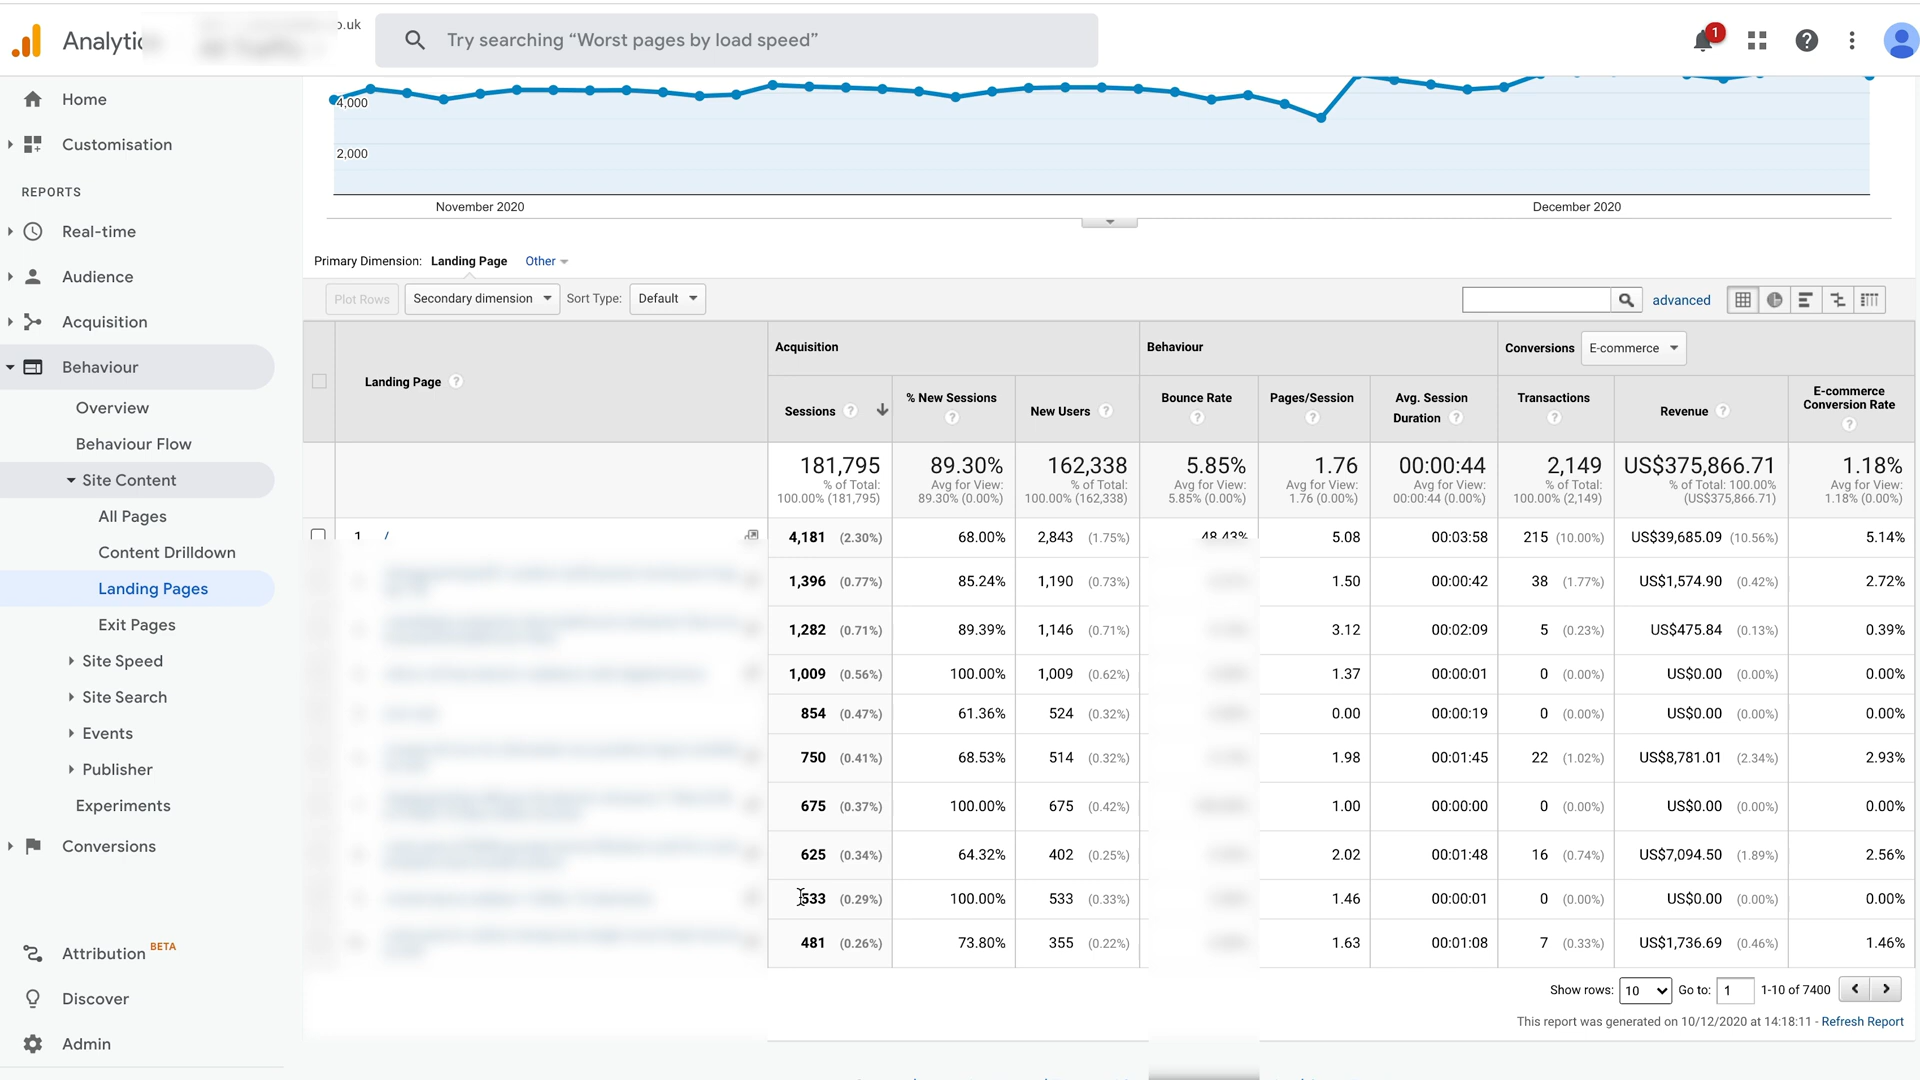 Analytic
o.uk
Try searching “Worst pages by load speed”
1
Home
Customisation
REPORTS
Real-time
Audience
Acquisition
Behaviour
Overview
Behaviour Flow
Site Content
All Pages
Content Drilldown
Landing Pages
Exit Pages
Site Speed
Site Search
Events
Publisher
Experiments
Conversions
Attribution BETA
Discover
Admin
4,000
2,000
November 2020 December 2020
Primary Dimension: Landing Page Other
Plot Rows Secondary dimension Sort Type: Default advanced
Landing Page Acquisition Behaviour Conversions E-commerce
Sessions % New Sessions New Users Bounce Rate Pages/Session Avg. Session Duration Transactions Revenue E-commerce Conversion Rate
181,795 89.30% 162,338 5.85% 1.76 00:00:44 2,149 US$375,866.71 1.18%
% of Total: Avg for View: % of Total: Avg for View: Avg for View: Avg for View: % of Total: % of Total: 100.00% Avg for View:
100.00% (181,795) 89.30% (0.00%) 100.00% (162,338) 5.85% (0.00%) 1.76 (0.00%) 00:00:44 (0.00%) 100.00% (2,149) (US$375,866.71) 1.18% (0.00%)
1 / 4,181 (2.30%) 68.00% 2,843 (1.75%) 48.43% 5.08 00:03:58 215 (10.00%) US$39,685.09 (10.56%) 5.14%
1,396 (0.77%) 85.24% 1,190 (0.73%) 1.50 00:00:42 38 (1.77%) US$1,574.90 (0.42%) 2.72%
1,282 (0.71%) 89.39% 1,146 (0.71%) 3.12 00:02:09 5 (0.23%) US$475.84 (0.13%) 0.39%
1,009 (0.56%) 100.00% 1,009 (0.62%) 1.37 00:00:01 0 (0.00%) US$0.00 (0.00%) 0.00%
854 (0.47%) 61.36% 524 (0.32%) 0.00 00:00:19 0 (0.00%) US$0.00 (0.00%) 0.00%
750 (0.41%) 68.53% 514 (0.32%) 1.98 00:01:45 22 (1.02%) US$8,781.01 (2.34%) 2.93%
675 (0.37%) 100.00% 675 (0.42%) 1.00 00:00:00 0 (0.00%) US$0.00 (0.00%) 0.00%
625 (0.34%) 64.32% 402 (0.25%) 2.02 00:01:48 16 (0.74%) US$7,094.50 (1.89%) 2.56%
533 (0.29%) 100.00% 533 (0.33%) 1.46 00:00:01 0 (0.00%) US$0.00 (0.00%) 0.00%
481 (0.26%) 73.80% 355 (0.22%) 1.63 00:01:08 7 (0.33%) US$1,736.69 (0.46%) 1.46%
Show rows: 10 Go to: 1 1-10 of 7400
This report was generated on 10/12/2020 at 14:18:11 - Refresh Report